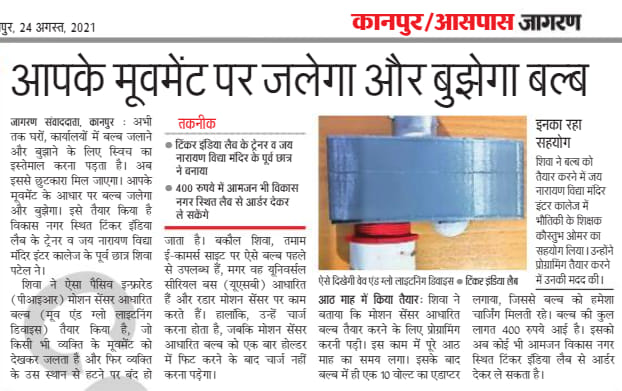 पुर, 24 अगस्त, 2021
कानपुर/आसपास जागरण
आपके मूवमेंट पर जलेगा और बुझेगा बल्ब
जागरण संवाददाता, कानपुर : अभी
तक घरों, कार्यालयों में बल्ब जलाने
और बुझाने के लिए स्विच का
इस्तेमाल करना पड़ता है। अब
इससे छुटकारा मिल जाएगा। आपके
मूवमेंट के आधार पर बल्ब जलेगा
और बुझेगा। इसे तैयार किया है
विकास नगर स्थित टिंकर इंडिया
लैब के ट्रेनर व जय नारायण विद्या
मंदिर इंटर कालेज के पूर्व छात्र शिवा
पटेल ने।
शिवा ने ऐसा पैसिव इन्फ्रारेड
(पीआइआर) मोशन सेंसर आधारित
बल्ब (मूव एंड ग्लो लाइटनिंग
डिवाइस) तैयार किया है, जो
किसी भी व्यक्ति के मूवमेंट को
देखकर जलता है और फिर व्यक्ति
के उस स्थान से हटने पर बंद हो
तकनीक
● टिंकर इंडिया लैब के ट्रेनर व जय
नारायण विद्या मंदिर के पूर्व छात्र
ने बनाया
● 400 रुपये में आमजन भी विकास
नगर स्थित लैब से आर्डर देकर
ले सकेंगे
जाता है। बकौल शिवा, तमाम
ई-कामर्स साइट पर ऐसे बल्ब पहले
से उपलब्ध हैं, मगर वह यूनिवर्सल
सीरियल बस (यूएसबी) आधारित
हैं और रडार मोशन सेंसर पर काम
करते हैं। हालांकि, उन्हें चार्ज
करना होता है, जबकि मोशन सेंसर
आधारित बल्ब को एक बार होल्डर
में फिट करने के बाद चार्ज नहीं
करना पड़ेगा।
ऐसे दिखेगी वेव एंड ग्लो लाइटनिंग डिवाइस ● टिंकर इंडिया लैब
आठ माह में किया तैयार: शिवा ने
बताया कि मोशन सेंसर आधारित
बल्ब तैयार करने के लिए प्रोग्रामिंग
करनी पड़ी। इस काम में पूरे आठ
माह का समय लगा। इसके बाद
बल्ब में ही एक 10 वोल्ट का एडाप्टर
इनका रहा
सहयोग
शिवा ने बल्ब को
तैयार करने में जय
नारायण विद्या मंदिर
इंटर कालेज में
भौतिकी के शिक्षक
कौस्तुभ ओमर का
सहयोग लिया। उन्होंने
प्रोग्रामिंग तैयार करने
में उनकी मदद की।
लगाया, जिससे बल्ब को हमेशा
चार्जिंग मिलती रहे। बल्ब की कुल
लागत 400 रुपये आई है। इसको
अब कोई भी आमजन विकास नगर
स्थित टिंकर इंडिया लैब से आर्डर
देकर ले सकता है।